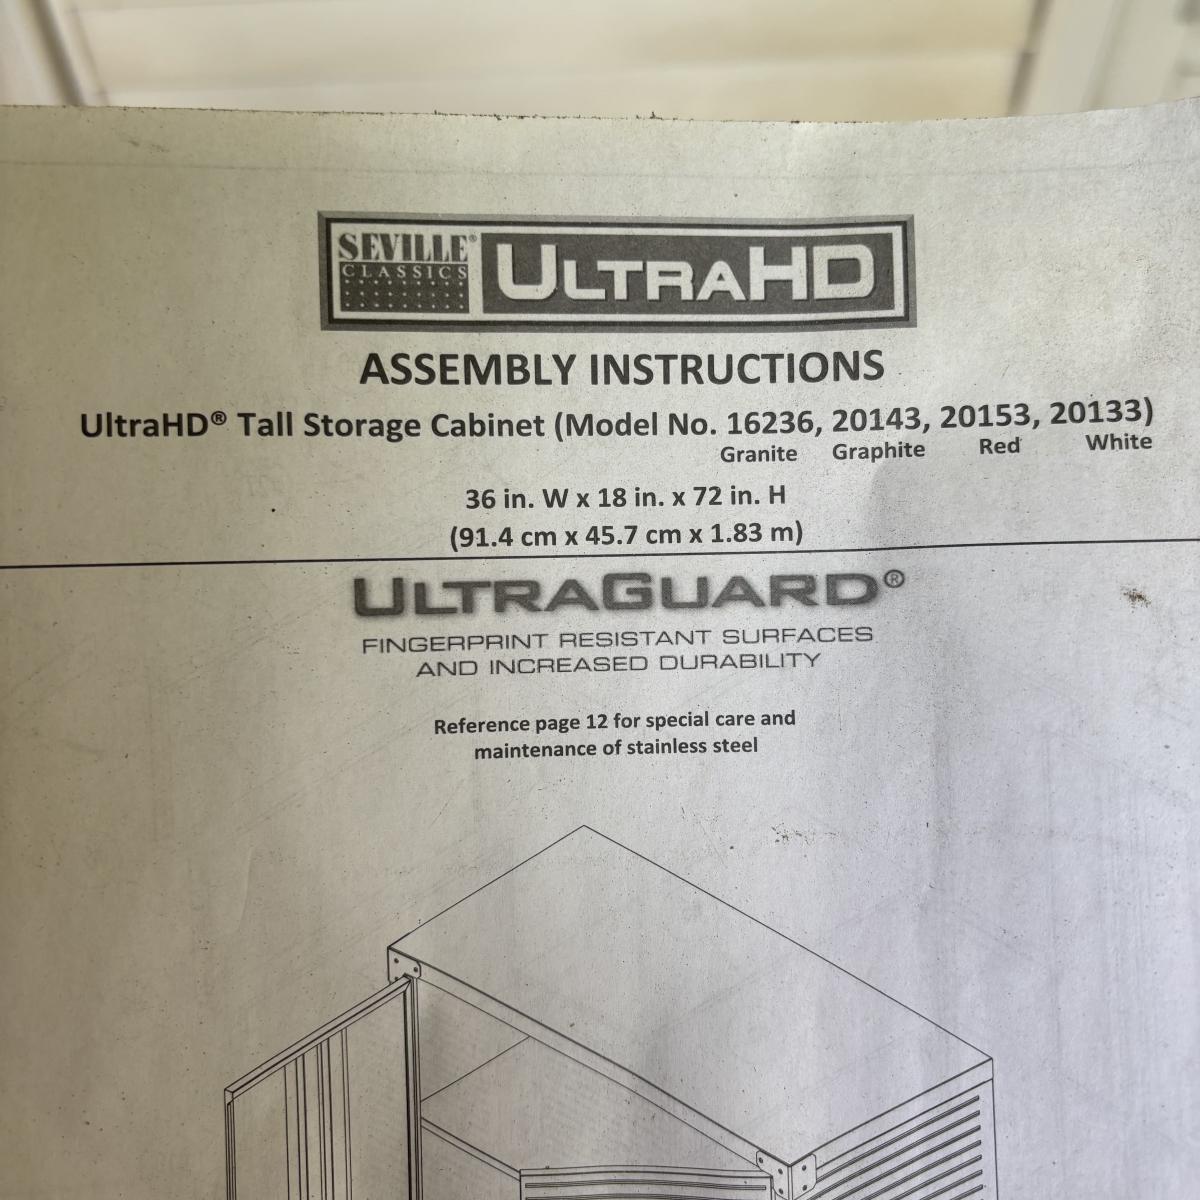 SEVILLE®
CLASSICS
ULTRAHD
ASSEMBLY INSTRUCTIONS
UltraHD® Tall Storage Cabinet (Model No. 16236, 20143, 20153, 20133)
Granite Graphite Red White
36 in. W x 18 in. x 72 in. H
(91.4 cm x 45.7 cm x 1.83 m)
ULTRAGUARD®
FINGERPRINT RESISTANT SURFACES
AND INCREASED DURABILITY
Reference page 12 for special care and
maintenance of stainless steel